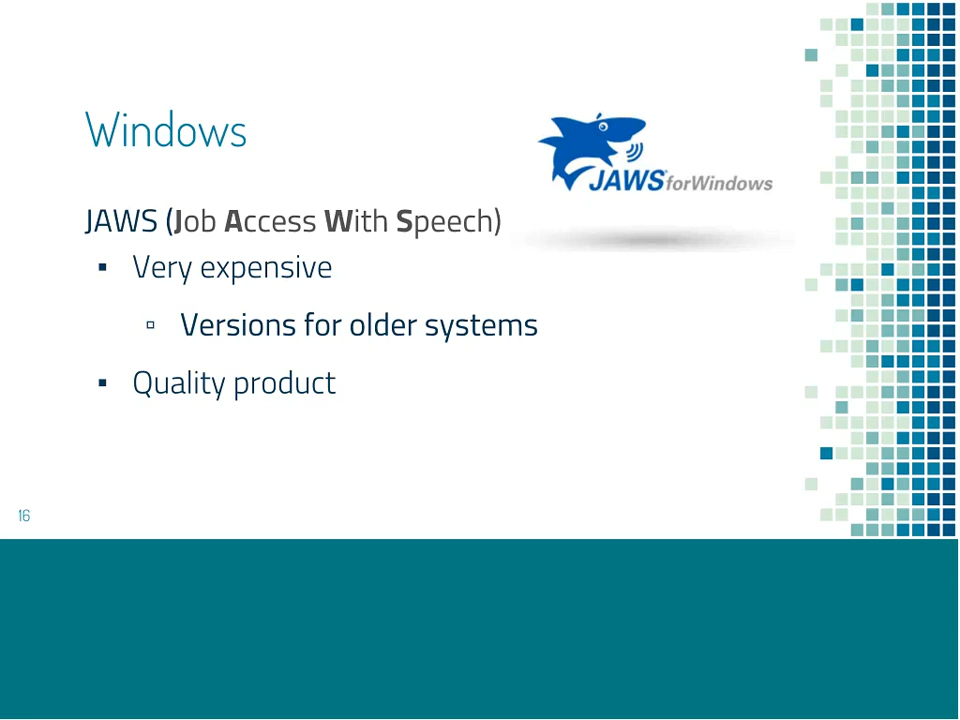 Windows
JAWS® forWindows
JAWS (Job Access With Speech)
▪ Very expensive
▫ Versions for older systems
▪ Quality product
16